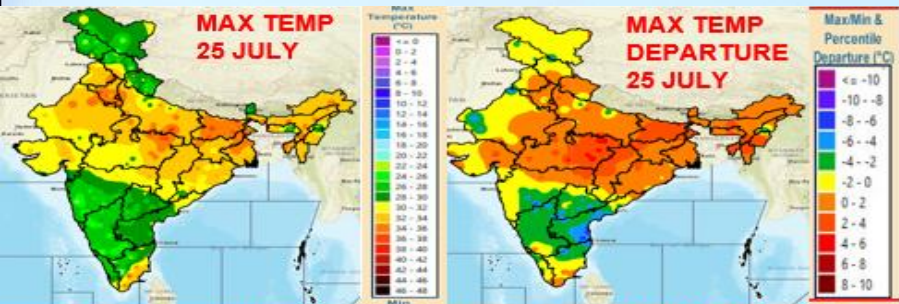 MAX TEMP
25 JULY
Max
Temperature
(°C)
<= 0
0 - 2
2 - 4
4 - 6
6 - 8
8 - 10
10 - 12
12 - 14
14 - 16
16 - 18
18 - 20
20 - 22
22 - 24
24 - 26
26 - 28
28 - 30
30 - 32
32 - 34
34 - 36
36 - 38
38 - 40
40 - 42
42 - 44
44 - 46
46 - 48
Min
MAX TEMP
DEPARTURE
25 JULY
Max/Min &
Percentile
Departure (°C)
<= -10
-10 - -8
-8 - -6
-6 - -4
-4 - -2
-2 - 0
0 - 2
2 - 4
4 - 6
6 - 8
8 - 10